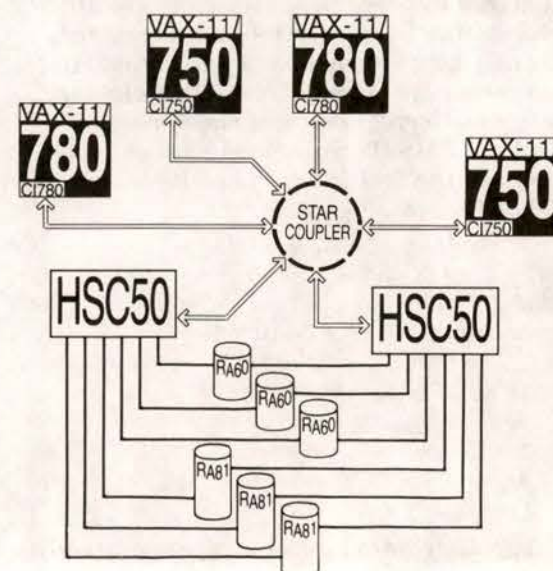 VAX-11/
750
CI750
VAX-11/
780
CI780
VAX-11/
780
CI780
VAX-11/
750
CI750
STAR
COUPLER
HSC50
HSC50
RA60
RA60
RA60
RA81
RA81
RA81